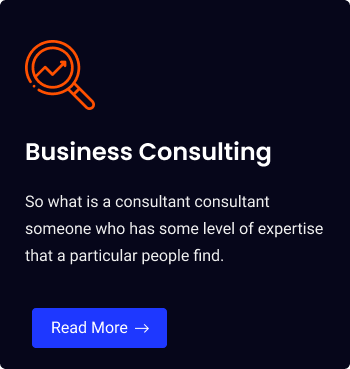 Business Consulting
So what is a consultant consultant
someone who has some level of expertise
that a particular people find.
Read More →